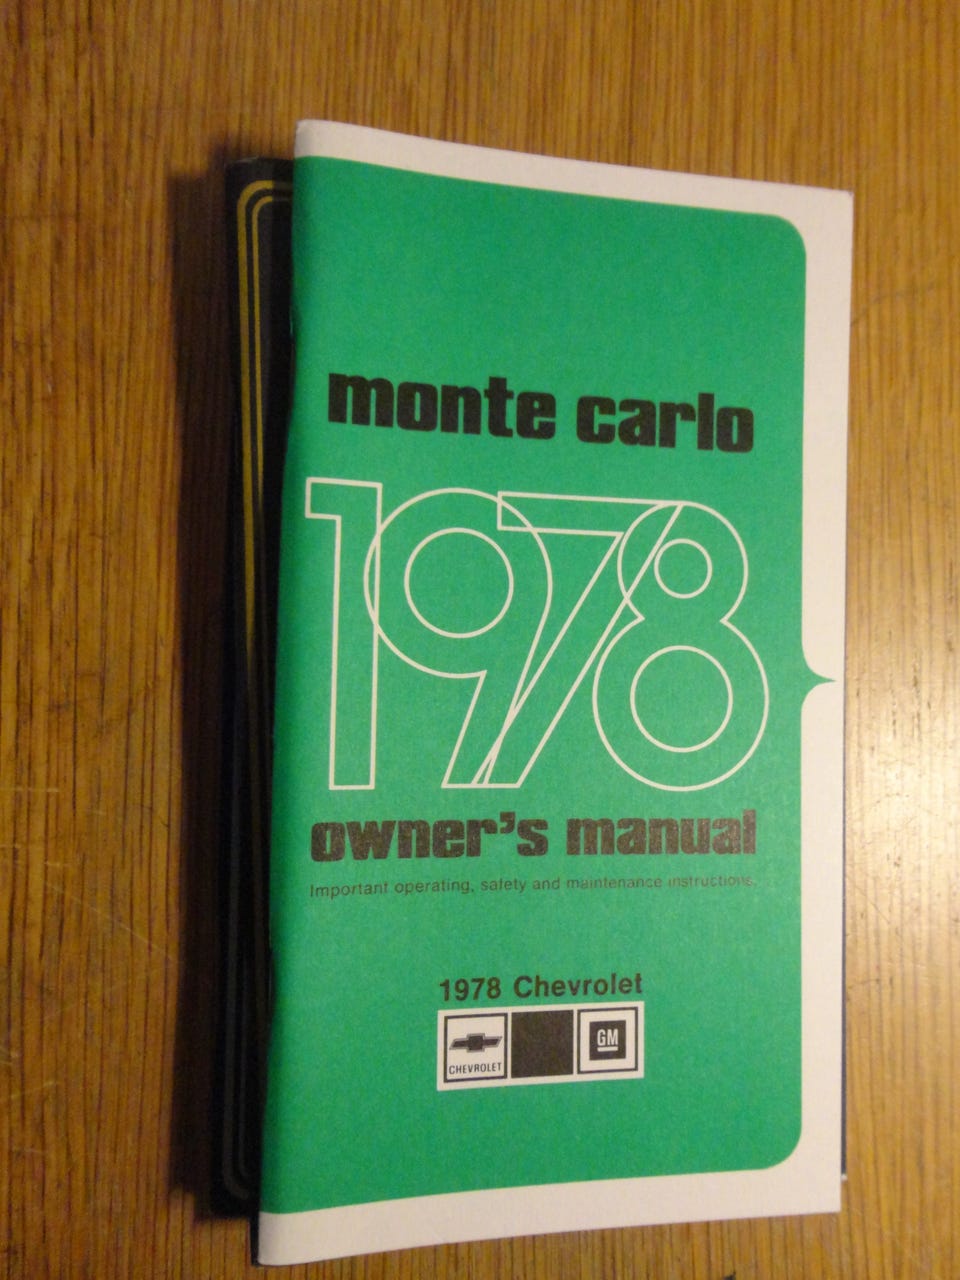 monte carlo
1978
owner's manual
Important operating, safety and maintenance instructions.
1978 Chevrolet
CHEVROLET
GM